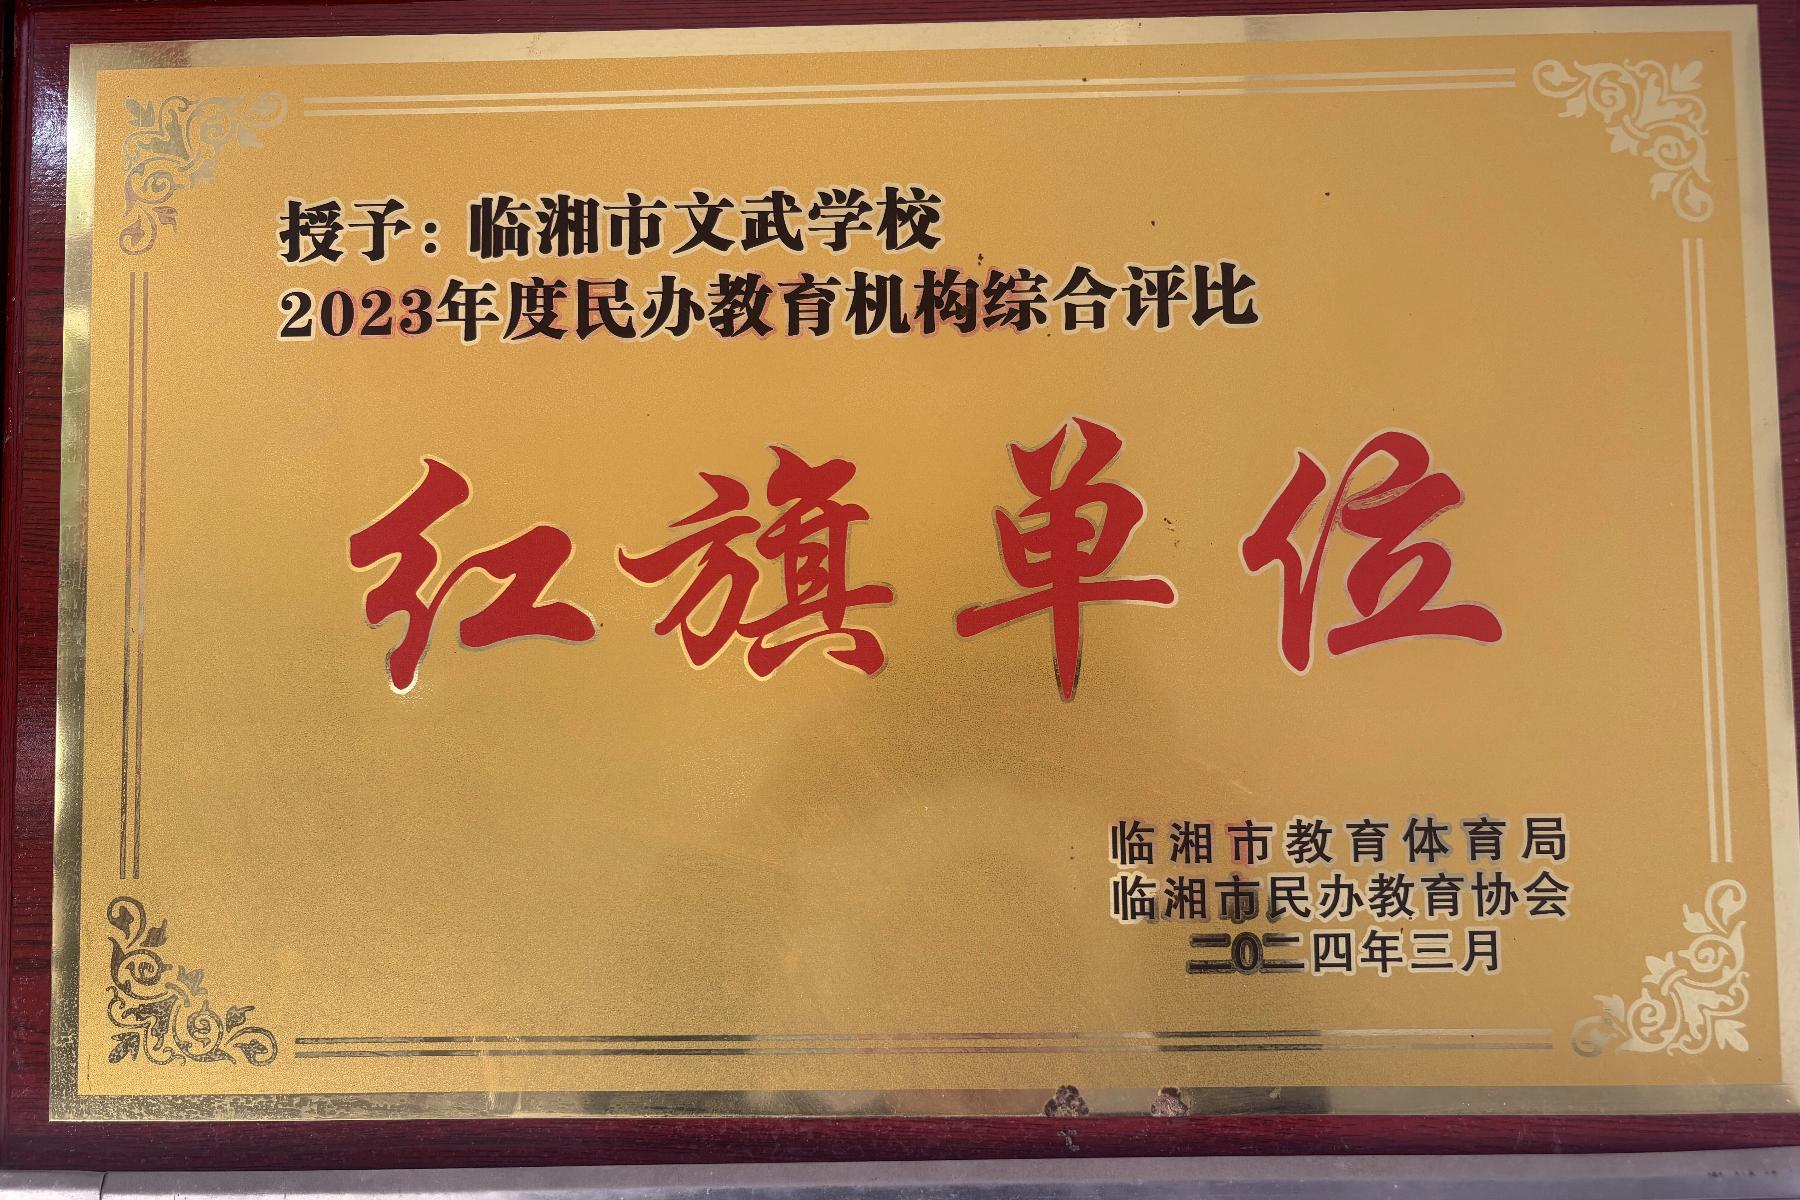 授予：临湘市文武学校
2023年度民办教育机构综合评比
红旗单位
临湘市教育体育局
临湘市民办教育协会
二0二四年三月